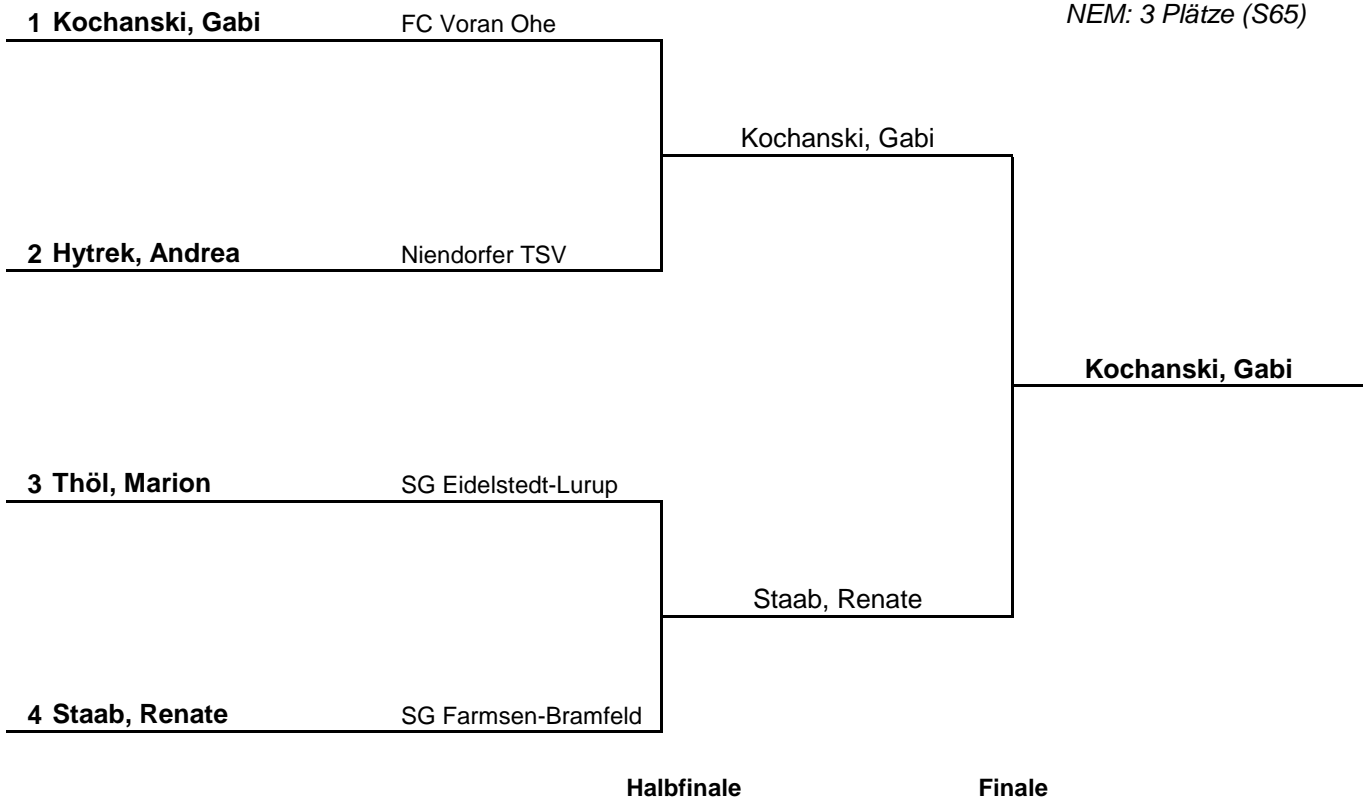 NEM: 3 Plätze (S65)
1 Kochanski, Gabi FC Voran Ohe
Kochanski, Gabi
2 Hytrek, Andrea Niendorfer TSV
Kochanski, Gabi
3 Thöl, Marion SG Eidelstedt-Lurup
Staab, Renate
4 Staab, Renate SG Farmsen-Bramfeld
Halbfinale Finale